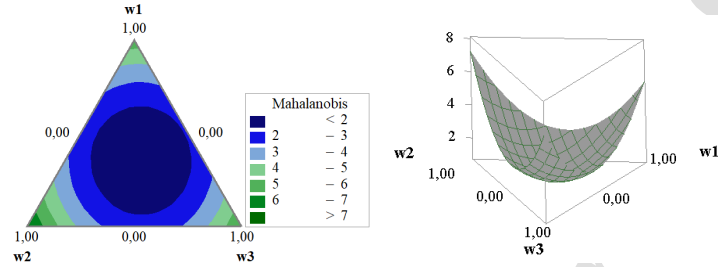 w1
1,00
0,00
0,00
1,00
0,00
1,00
w2
w3
Mahalanobis
< 2
2 – 3
3 – 4
4 – 5
5 – 6
6 – 7
> 7
8
6
4
2
w2
w1
1,00
1,00
0,00
0,00
1,00
w3